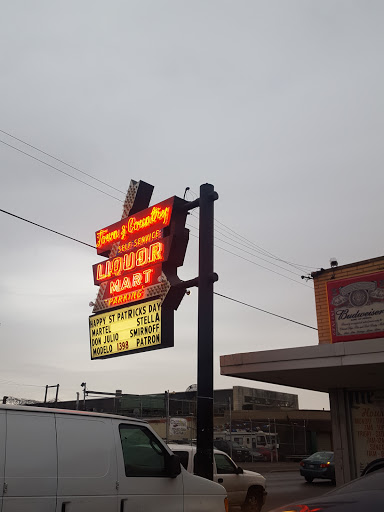 Town & Country
SELF-SERVICE
LIQUOR
MART
PARKING
HAPPY ST PATRICKS DAY
MARTEL STELLA
DON JULIO SMIRNOFF
MODELO 1398 PATRON
Budweiser